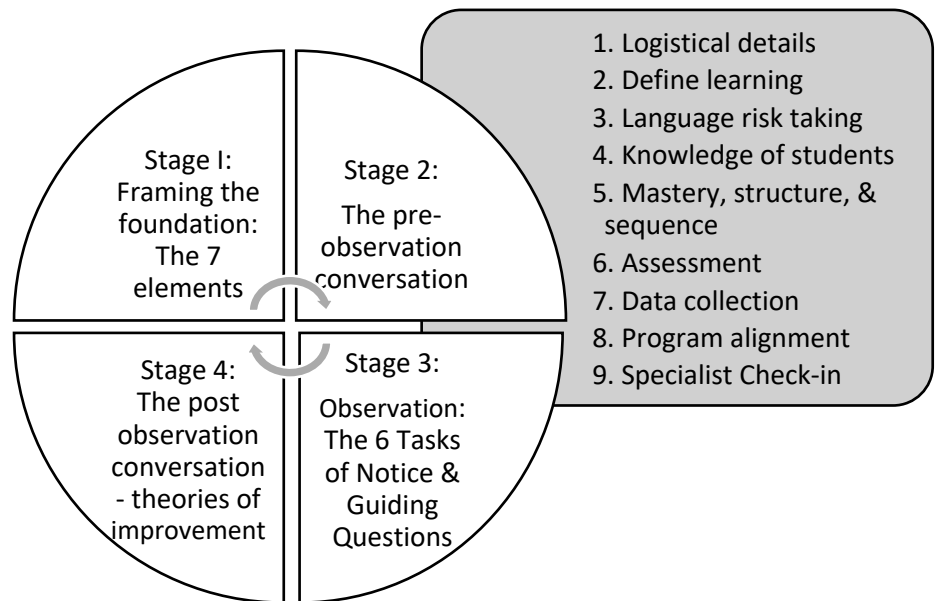 Stage I:
Framing the
foundation:
The 7
elements
Stage 2:
The pre-
observation
conversation
1. Logistical details
2. Define learning
3. Language risk taking
4. Knowledge of students
5. Mastery, structure, &
sequence
6. Assessment
7. Data collection
8. Program alignment
9. Specialist Check-in
Stage 4:
The post
observation
conversation
- theories of
improvement
Stage 3:
Observation:
The 6 Tasks
of Notice &
Guiding
Questions